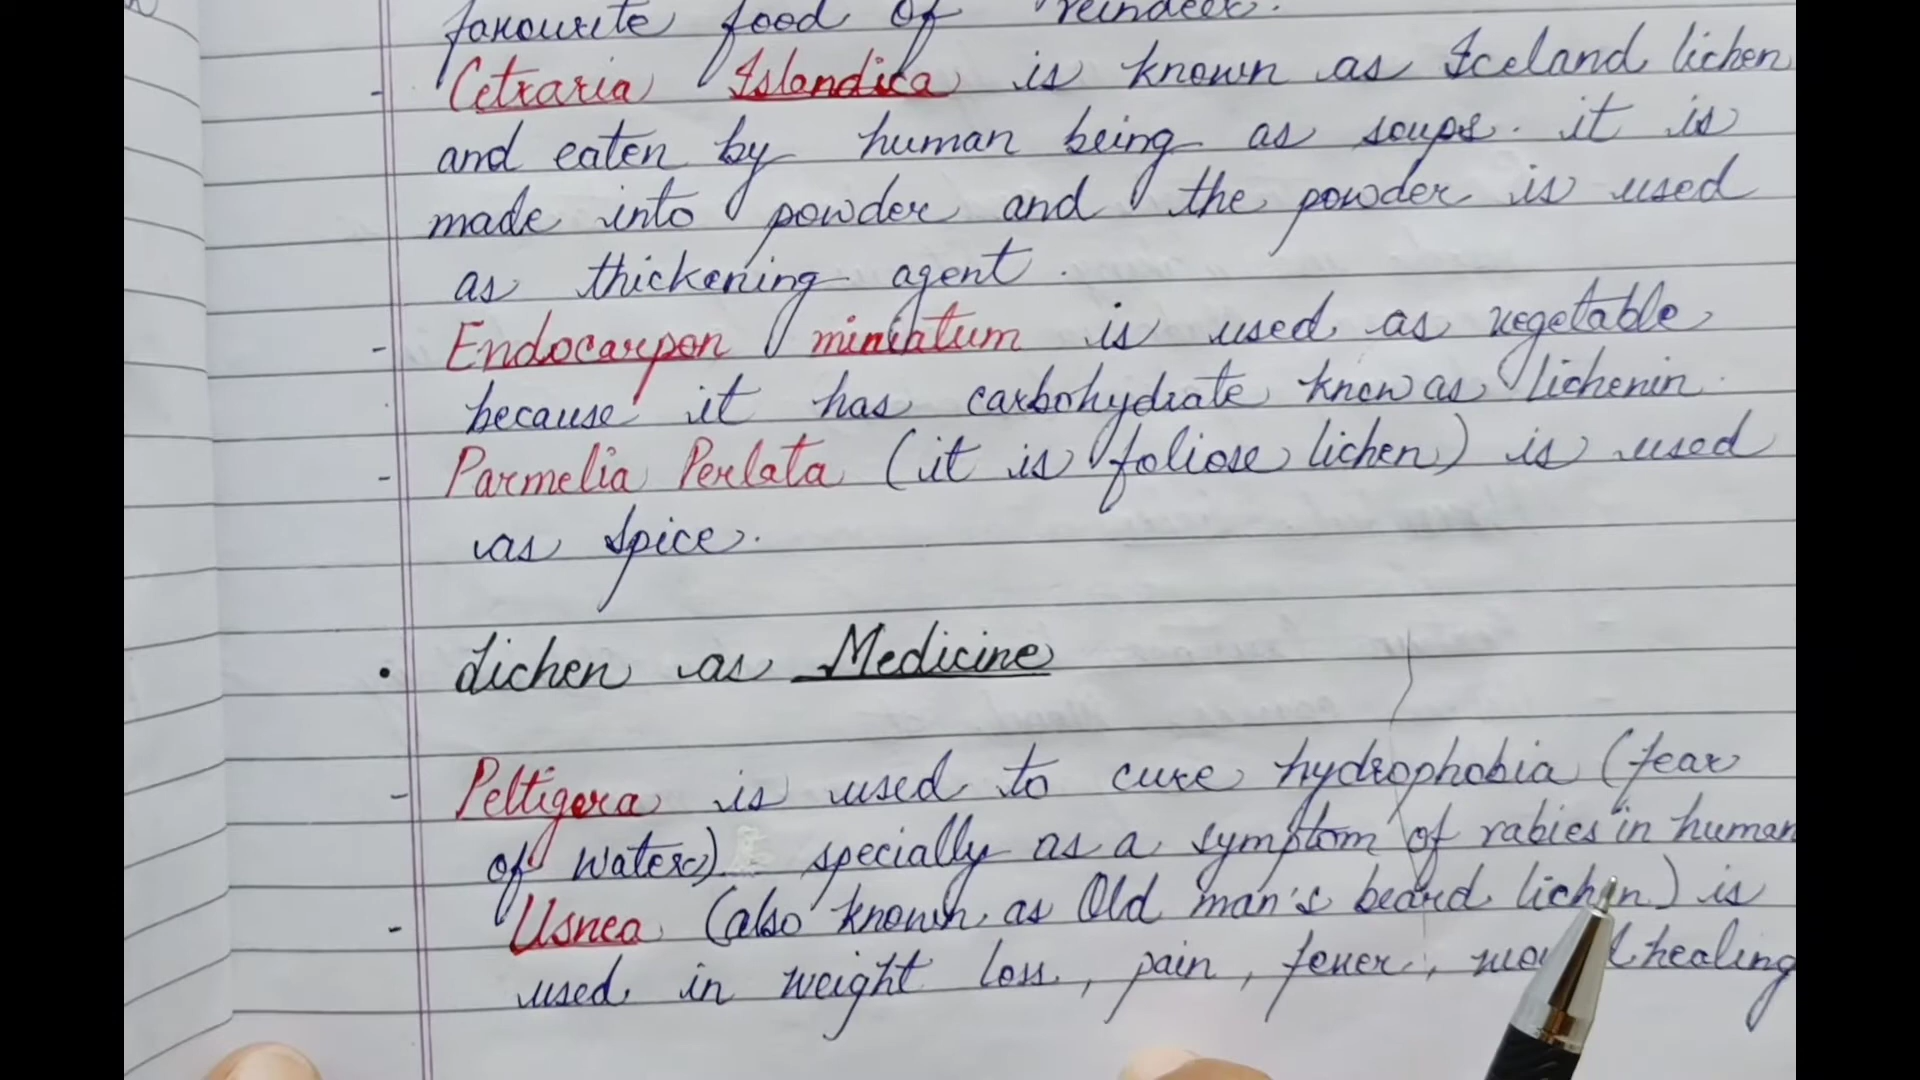 favourite food of reindeer.
- Cetraria Islandica is known as Iceland lichen
and eaten by human being as soups. it is
made into powder and the powder is used
as thickening agent.
- Endocarpon miniatum is used as vegetable
because it has carbohydrate know as lichenin.
- Parmelia Perlata (it is foliose lichen) is used
as spice.
• Lichen as Medicine
- Peltigera is used to cure hydrophobia (fear
of water) specially as a symptom of rabies in human
- Usnea (also known as Old man's beard lichen) is
used in weight loss, pain, fever, healing